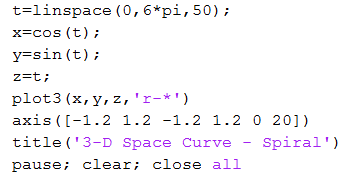 t=linspace(0,6*pi,50);
x=cos(t);
y=sin(t);
z=t;
plot3(x,y,z,'r-*')
axis([-1.2 1.2 -1.2 1.2 0 20])
title('3-D Space Curve - Spiral')
pause; clear; close all